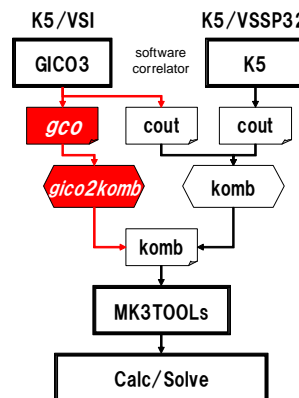 K5/VSI
K5/VSSP32
GICO3
software
correlator
K5
gco
cout
cout
gico2komb
komb
komb
MK3TOOLs
Calc/Solve